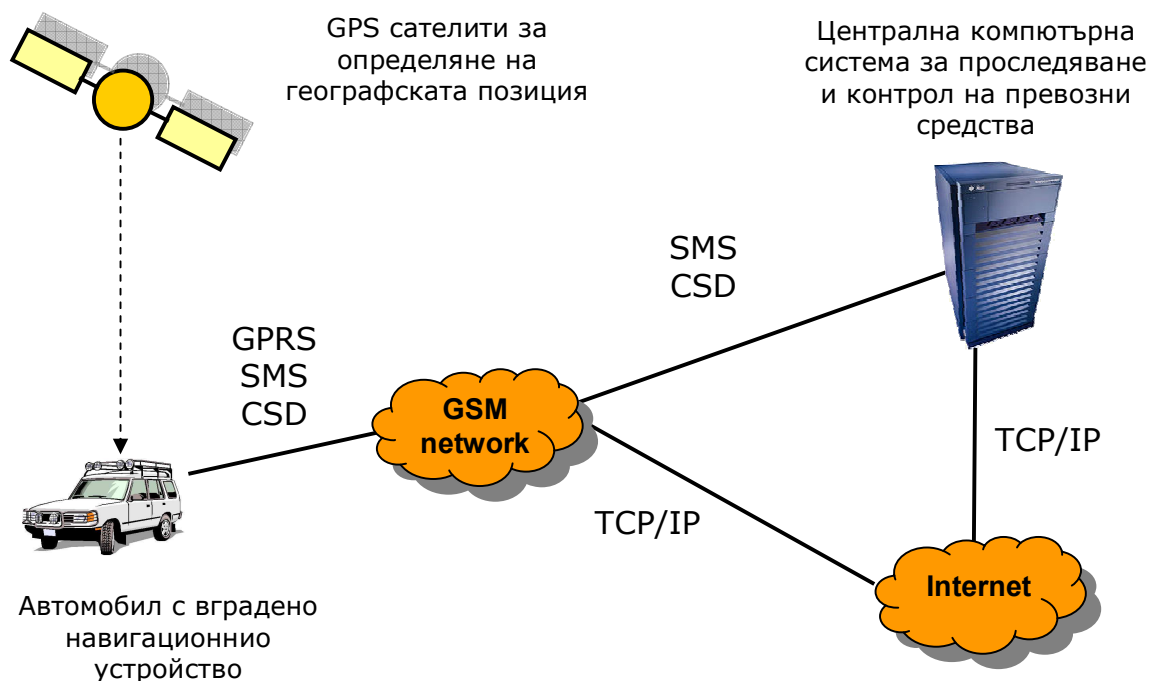 GPS сателити за
определяне на
географската позиция
Централна компютърна
система за проследяване
и контрол на превозни
средства
SMS
CSD
GPRS
SMS
CSD
GSM
network
TCP/IP
TCP/IP
Internet
Автомобил с вградено
навигационнио
устройство